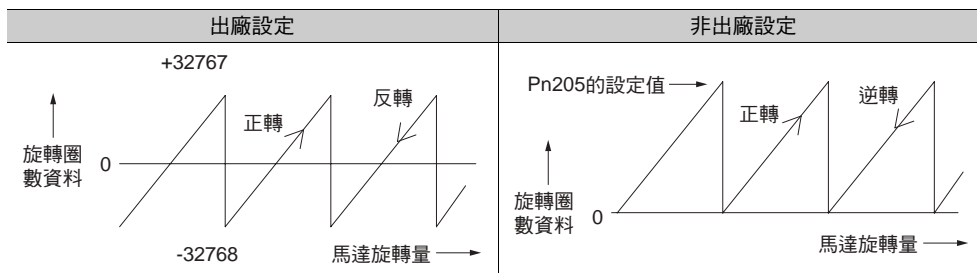 出廠設定
+32767
正轉
反轉
旋轉圈
數資料
0
-32768
馬達旋轉量
非出廠設定
Pn205的設定值
正轉
逆轉
旋轉圈
數資料
0
馬達旋轉量